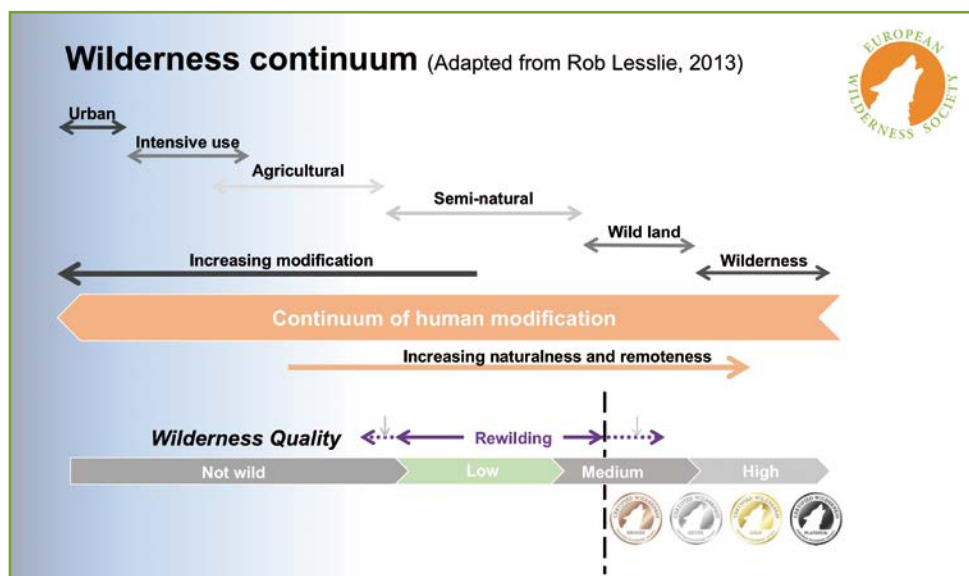 Wilderness continuum (Adapted from Rob Lesslie, 2013)
EUROPEAN
WILDERNESS SOCIETY
Urban
Intensive use
Agricultural
Semi-natural
Wild land
Wilderness
Increasing modification
Continuum of human modification
Increasing naturalness and remoteness
Wilderness Quality
Rewilding
Not wild
Low
Medium
High